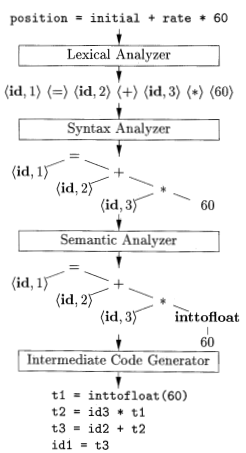 position = initial + rate * 60
Lexical Analyzer
⟨id, 1⟩ ⟨=⟩ ⟨id, 2⟩ ⟨+⟩ ⟨id, 3⟩ ⟨*⟩ ⟨60⟩
Syntax Analyzer
=
⟨id, 1⟩ +
⟨id, 2⟩ *
⟨id, 3⟩ 60
Semantic Analyzer
=
⟨id, 1⟩ +
⟨id, 2⟩ *
⟨id, 3⟩ inttofloat
60
Intermediate Code Generator
t1 = inttofloat(60)
t2 = id3 * t1
t3 = id2 + t2
id1 = t3